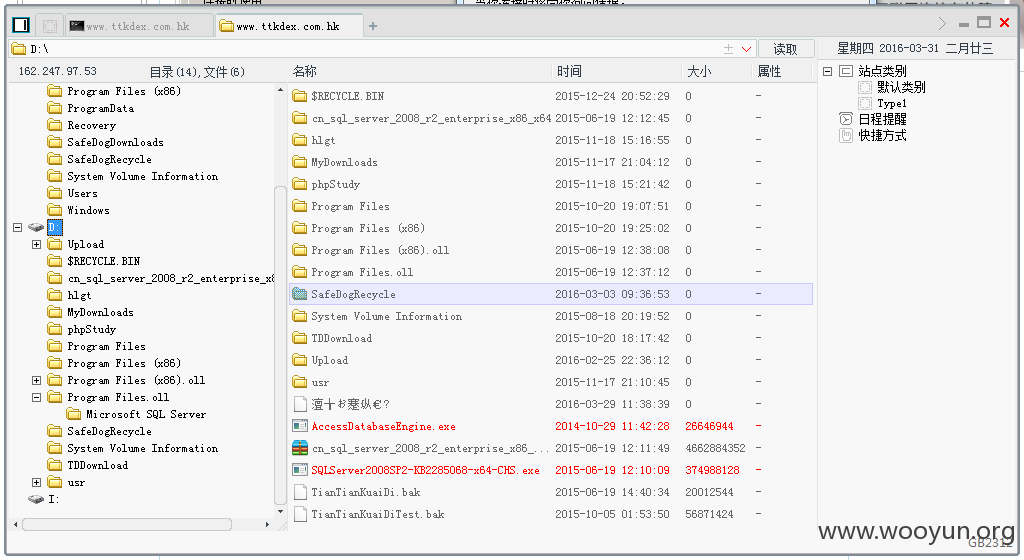 www.ttkdex.com.hk
www.ttkdex.com.hk
D:\
读取
星期四 2016-03-31 二月廿三
162.247.97.53
目录(14),文件(6)
名称 时间 大小 属性
Program Files (x86)
ProgramData
Recovery
SafeDogDownloads
SafeDogRecycle
System Volume Information
Users
Windows
D:
Upload
$RECYCLE.BIN
cn_sql_server_2008_r2_enterprise_x8
hlgt
MyDownloads
phpStudy
Program Files
Program Files (x86)
Program Files (x86).oll
Program Files.oll
Microsoft SQL Server
SafeDogRecycle
System Volume Information
TDDownload
usr
I:
$RECYCLE.BIN 2015-12-24 20:52:29 0 -
cn_sql_server_2008_r2_enterprise_x86_x64 2015-06-19 12:12:45 0 -
hlgt 2015-11-18 15:16:55 0 -
MyDownloads 2015-11-17 21:04:12 0 -
phpStudy 2015-11-18 15:21:42 0 -
Program Files 2015-10-20 19:07:51 0 -
Program Files (x86) 2015-10-20 19:25:02 0 -
Program Files (x86).oll 2015-06-19 12:38:08 0 -
Program Files.oll 2015-06-19 12:37:12 0 -
SafeDogRecycle 2016-03-03 09:36:53 0 -
System Volume Information 2015-08-18 20:19:52 0 -
TDDownload 2015-10-20 18:17:42 0 -
Upload 2016-02-25 22:36:12 0 -
usr 2015-11-17 21:10:45 0 -
2016-03-29 11:38:39 0 -
AccessDatabaseEngine.exe 2014-10-29 11:42:28 26646944 -
cn_sql_server_2008_r2_enterprise_x86_... 2015-06-19 12:11:49 4662884352 -
SQLServer2008SP2-KB2285068-x64-CHS.exe 2015-06-19 12:10:09 374988128 -
TianTianKuaiDi.bak 2015-06-19 14:40:34 20012544 -
TianTianKuaiDiTest.bak 2015-10-05 01:53:50 56871424 -
站点类别
默认类别
Type1
日程提醒
快捷方式
www.wooyun.org
GB2312